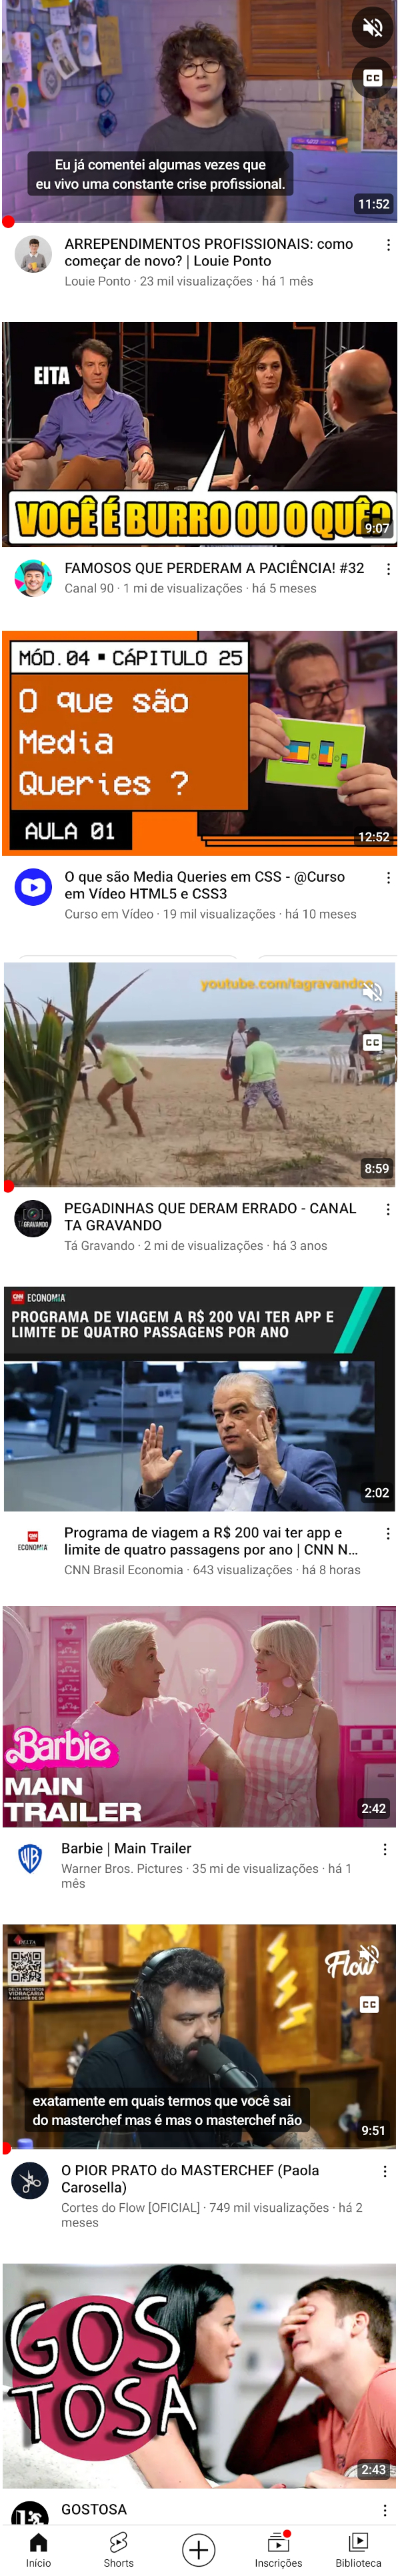 Eu já comentei algumas vezes que
eu vivo uma constante crise profissional.
CC
11:52
ARREPENDIMENTOS PROFISSIONAIS: como
começar de novo? | Louie Ponto
Louie Ponto · 23 mil visualizações · há 1 mês
EITA
VOCÊ É BURRO OU O QUÊ?
9:07
FAMOSOS QUE PERDERAM A PACIÊNCIA! #32
Canal 90 · 1 mi de visualizações · há 5 meses
MÓD.04 ▪ CÁPITULO 25
O que são
Media
Queries ?
AULA 01
12:52
O que são Media Queries em CSS - @Curso
em Vídeo HTML5 e CSS3
Curso em Vídeo · 19 mil visualizações · há 10 meses
youtube.com/tagravando
CC
8:59
TÁ GRAVANDO
PEGADINHAS QUE DERAM ERRADO - CANAL
TA GRAVANDO
Tá Gravando · 2 mi de visualizações · há 3 anos
CNN ECONOMIA
PROGRAMA DE VIAGEM A R$ 200 VAI TER APP E
LIMITE DE QUATRO PASSAGENS POR ANO
2:02
CNN
ECONOMIA
Programa de viagem a R$ 200 vai ter app e
limite de quatro passagens por ano | CNN N...
CNN Brasil Economia · 643 visualizações · há 8 horas
Barbie
MAIN
TRAILER
2:42
WB
Barbie | Main Trailer
Warner Bros. Pictures · 35 mi de visualizações · há 1
mês
DELTA
Flow
CC
exatamente em quais termos que você sai
do masterchef mas é mas o masterchef não
9:51
O PIOR PRATO do MASTERCHEF (Paola
Carosella)
Cortes do Flow [OFICIAL] · 749 mil visualizações · há 2
meses
GOS
TOSA
2:43
GOSTOSA
Início
Shorts
Inscrições
Biblioteca